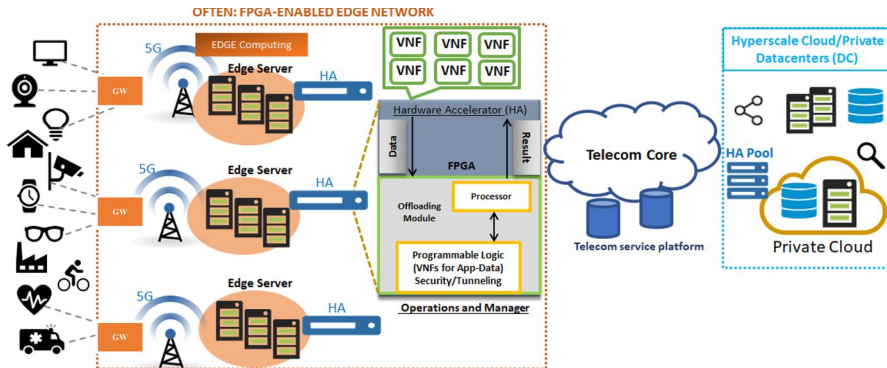 OFTEN: FPGA-ENABLED EDGE NETWORK
5G
EDGE Computing
Edge Server
HA
GW
VNF VNF VNF
VNF VNF VNF
Hardware Accelerator (HA)
Data
Result
FPGA
Offloading
Module
Processor
Programmable Logic
(VNFs for App-Data)
Security/Tunneling
Operations and Manager
5G
Edge Server
HA
GW
5G
Edge Server
HA
GW
Telecom Core
Telecom service platform
Hyperscale Cloud/Private
Datacenters (DC)
HA Pool
Private Cloud